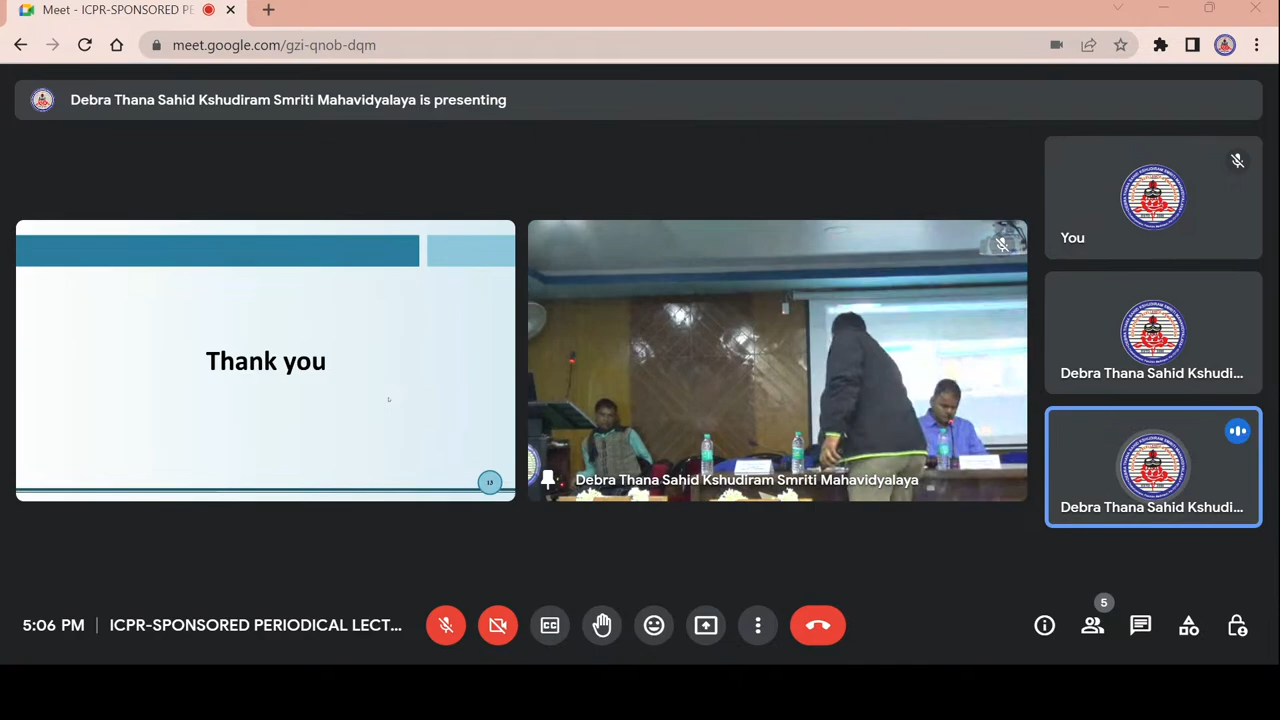 Meet - ICPR-SPONSORED PE
meet.google.com/gzi-qnob-dqm
Debra Thana Sahid Kshudiram Smriti Mahavidyalaya is presenting
You
Thank you
13
Debra Thana Sahid Kshudiram Smriti Mahavidyalaya
Debra Thana Sahid Kshudi...
Debra Thana Sahid Kshudi...
5:06 PM | ICPR-SPONSORED PERIODICAL LECT...
CC
5